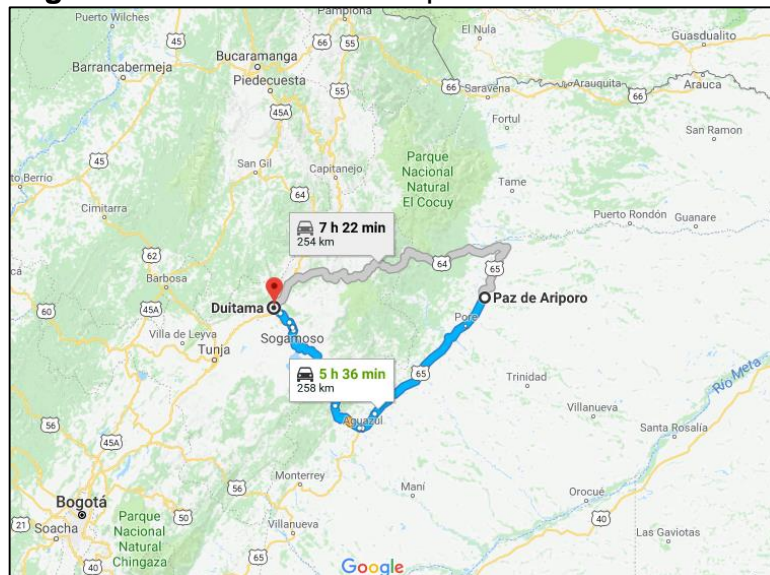 Puerto Wilches
Pamplona
El Nula
Guasdualito
45
55
66
Bucaramanga
Barrancabermeja
Piedecuesta
Saravena
Arauquita
66
Arauca
66
45A
55
Fortul
San Ramon
45
San Gil
Capitanejo
Parque
Nacional
Natural
El Cocuy
to Berrio
Cimitarra
64
Tame
Puerto Rondón
Guanare
7 h 22 min
254 km
62
Barbosa
64
65
Duitama
Paz de Ariporo
60
45A
Pore
Villa de Leyva
Sogamoso
Tunja
5 h 36 min
258 km
65
Trinidad
Río Meta
56
45A
Aguazul
Villanueva
Santa Rosalía
Monterrey
Maní
56
Bogotá
Orocué
21
Soacha
Parque
Nacional
Natural
Chingaza
50
Villanueva
40
Las Gaviotas
40
65
Google